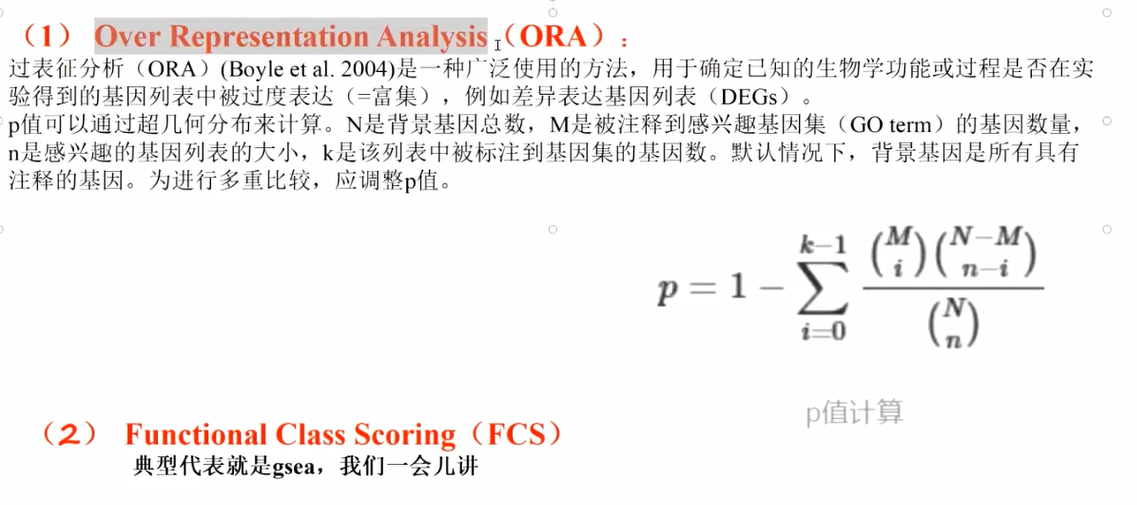 （1） Over Representation Analysis（ORA）：
过表征分析（ORA）(Boyle et al. 2004)是一种广泛使用的方法，用于确定已知的生物学功能或过程是否在实
验得到的基因列表中被过度表达（=富集），例如差异表达基因列表（DEGs）。
p值可以通过超几何分布来计算。N是背景基因总数，M是被注释到感兴趣基因集（GO term）的基因数量，
n是感兴趣的基因列表的大小，k是该列表中被标注到基因集的基因数。默认情况下，背景基因是所有具有
注释的基因。为进行多重比较，应调整p值。
p = 1 − \sum_{i=0}^{k−1} \frac{\binom{M}{i}\binom{N−M}{n−i}}{\binom{N}{n}}
p值计算
（2） Functional Class Scoring（FCS）
典型代表就是gsea，我们一会儿讲